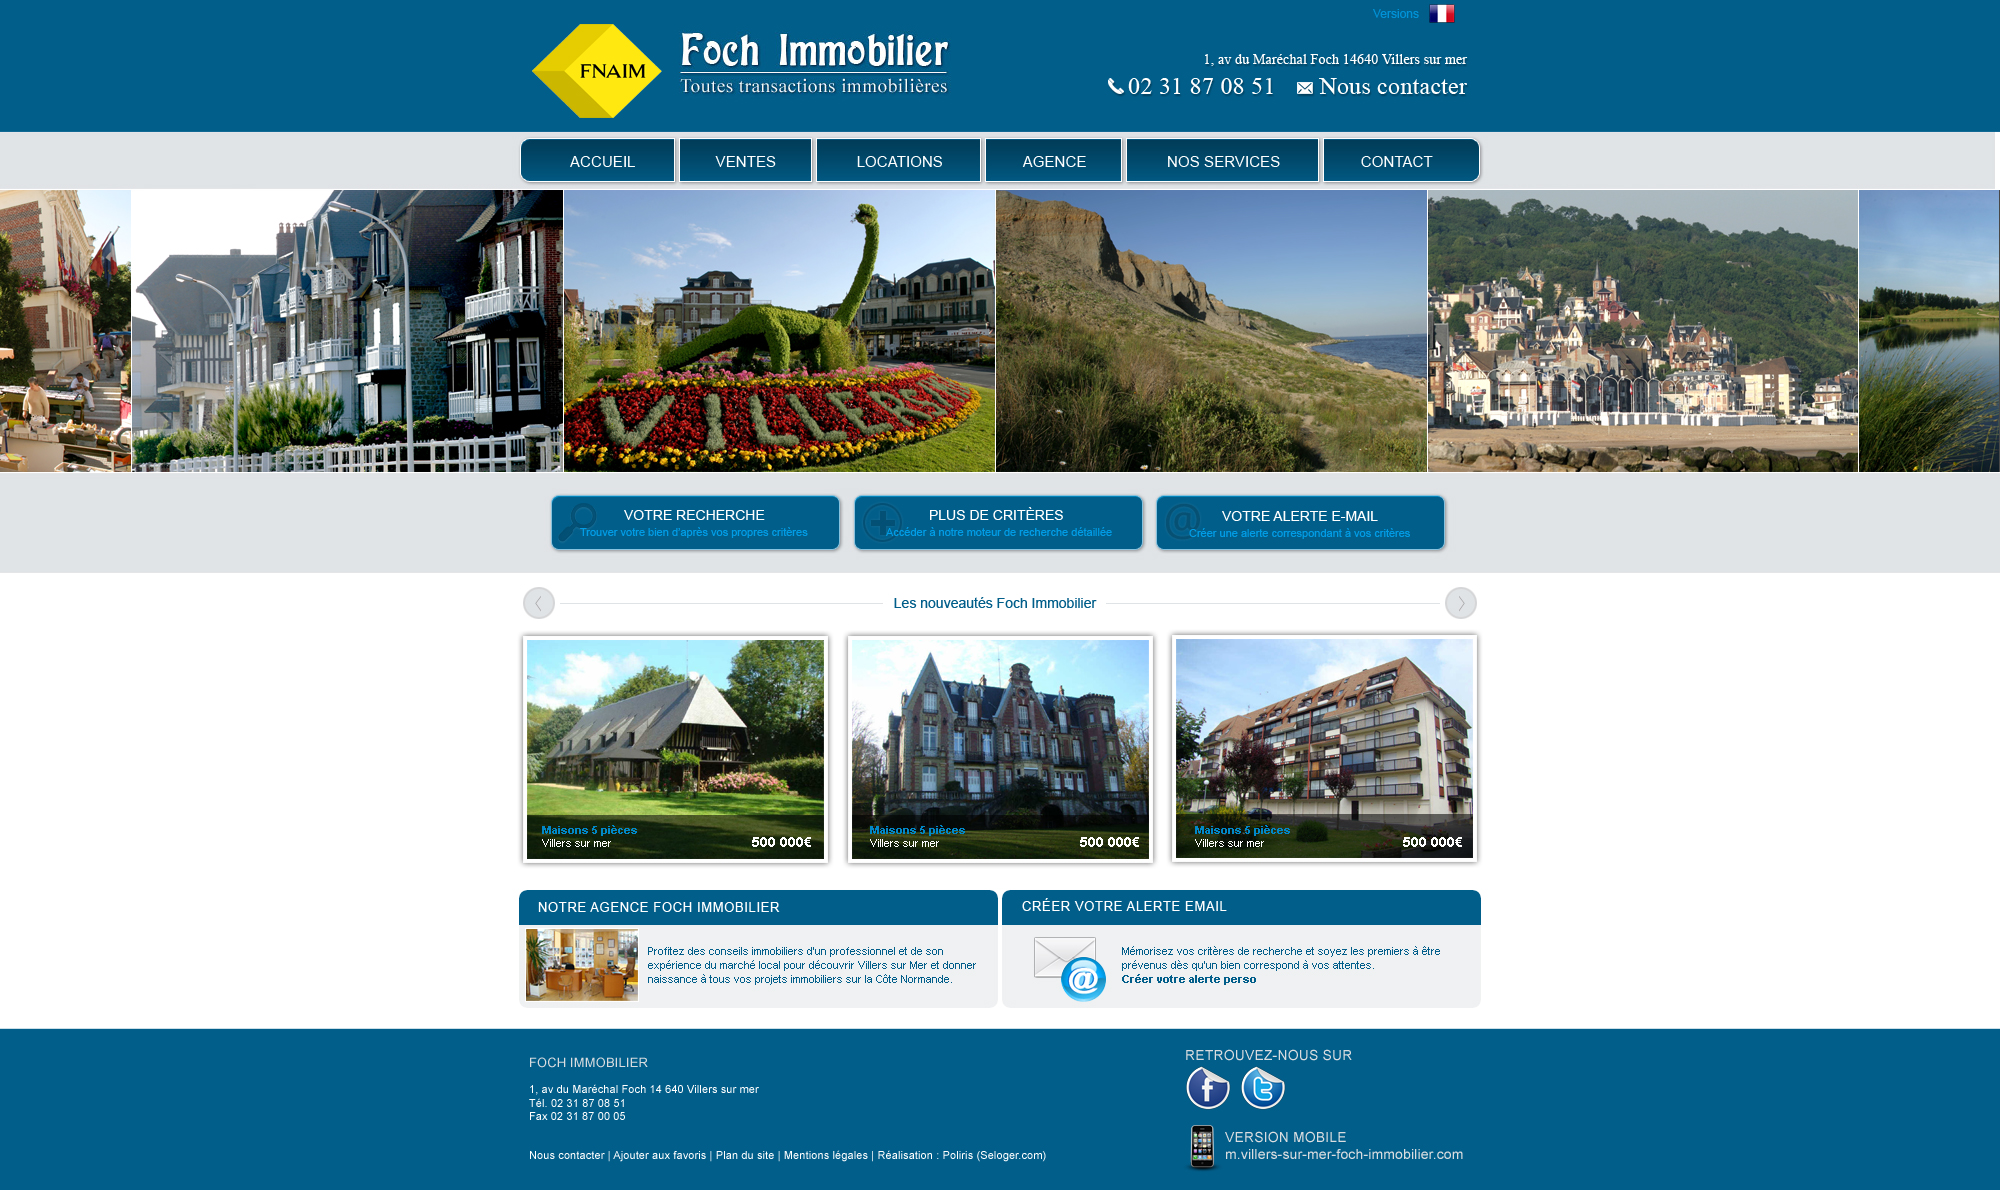 Versions
FNAIM
Foch Immobilier
Toutes transactions immobilières
1, av du Maréchal Foch 14640 Villers sur mer
02 31 87 08 51 Nous contacter
ACCUEIL VENTES LOCATIONS AGENCE NOS SERVICES CONTACT
VILLERS
VOTRE RECHERCHE
Trouver votre bien d'après vos propres critères
PLUS DE CRITÈRES
Accéder à notre moteur de recherche détaillée
VOTRE ALERTE E-MAIL
Créer une alerte correspondant à vos critères
Les nouveautés Foch Immobilier
Maisons 5 pièces
Villers sur mer 500 000€
Maisons 5 pièces
Villers sur mer 500 000€
Maisons 5 pièces
Villers sur mer 500 000€
NOTRE AGENCE FOCH IMMOBILIER
Profitez des conseils immobiliers d'un professionnel et de son
expérience du marché local pour découvrir Villers sur Mer et donner
naissance à tous vos projets immobiliers sur la Côte Normande.
CRÉER VOTRE ALERTE EMAIL
Mémorisez vos critères de recherche et soyez les premiers à être
prévenus dès qu'un bien correspond à vos attentes.
Créer votre alerte perso
FOCH IMMOBILIER
1, av du Maréchal Foch 14 640 Villers sur mer
Tél. 02 31 87 08 51
Fax 02 31 87 00 05
Nous contacter | Ajouter aux favoris | Plan du site | Mentions légales | Réalisation : Poliris (Seloger.com)
RETROUVEZ-NOUS SUR
VERSION MOBILE
m.villers-sur-mer-foch-immobilier.com